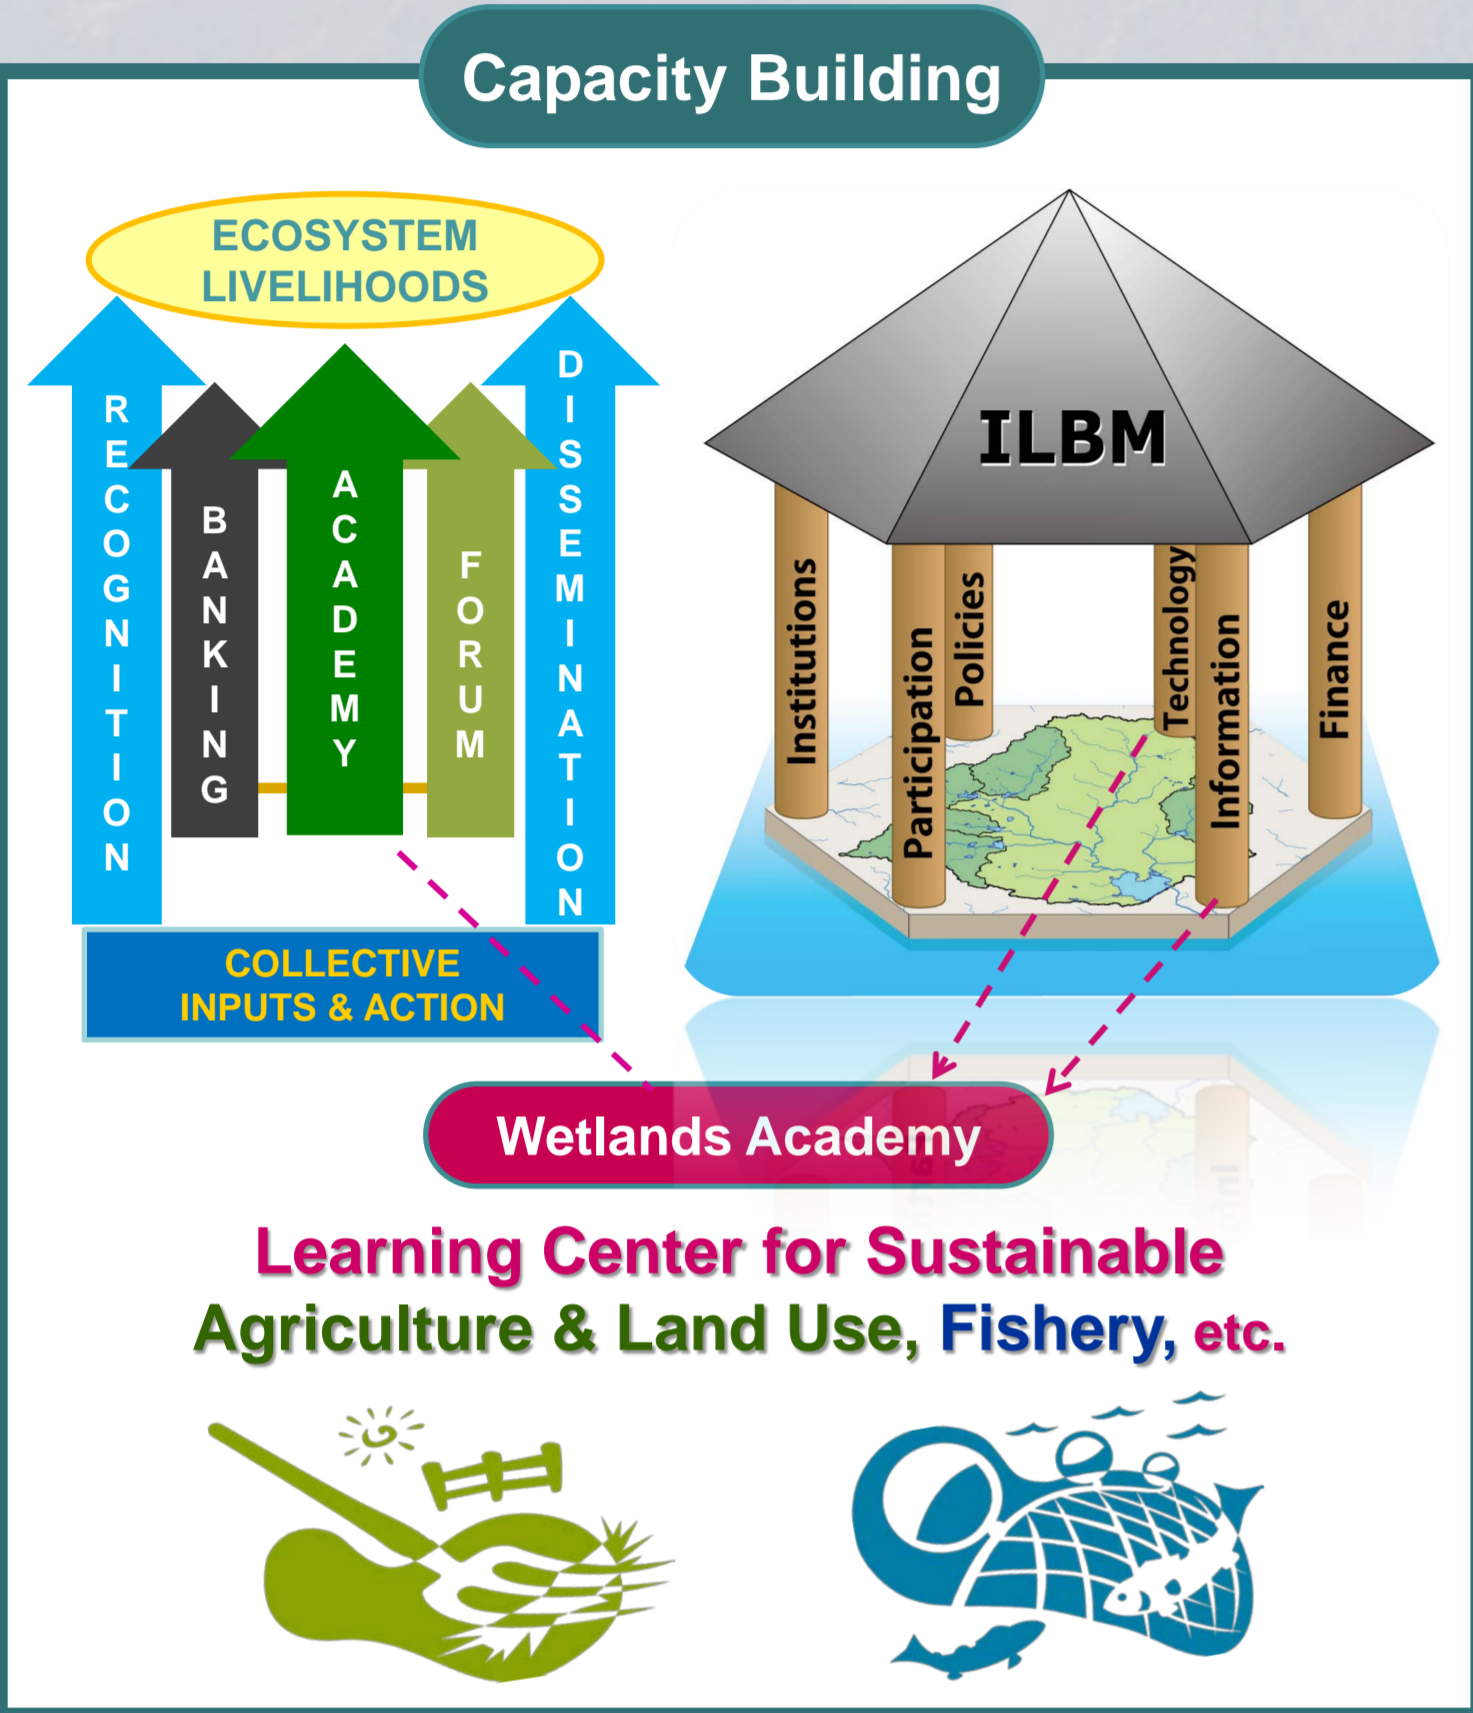 Capacity Building
ECOSYSTEM
LIVELIHOODS
RECOGNITION
BANKING
ACADEMY
FORUM
DISSEMINATION
COLLECTIVE
INPUTS & ACTION
ILBM
Institutions
Participation
Policies
Technology
Information
Finance
Wetlands Academy
Learning Center for Sustainable
Agriculture & Land Use, Fishery, etc.